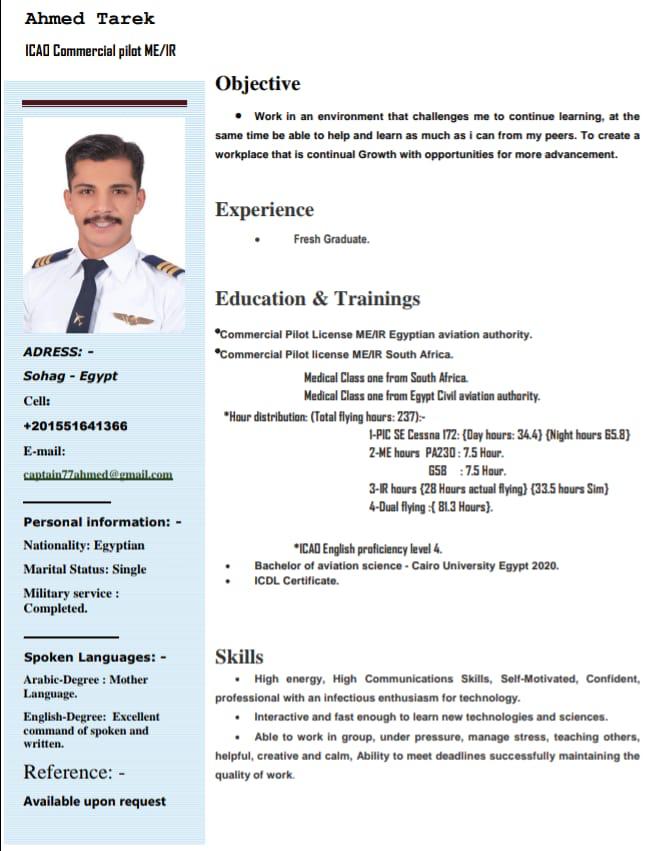 Ahmed Tarek
ICAO Commercial pilot ME/IR
ADRESS: -
Sohag - Egypt
Cell:
+201551641366
E-mail:
captain77ahmed@gmail.com
Personal information: -
Nationality: Egyptian
Marital Status: Single
Military service :
Completed.
Spoken Languages: -
Arabic-Degree : Mother
Language.
English-Degree: Excellent
command of spoken and
written.
Reference: -
Available upon request
Objective
• Work in an environment that challenges me to continue learning, at the
same time be able to help and learn as much as i can from my peers. To create a
workplace that is continual Growth with opportunities for more advancement.
Experience
• Fresh Graduate.
Education & Trainings
•Commercial Pilot License ME/IR Egyptian aviation authority.
•Commercial Pilot license ME/IR South Africa.
Medical Class one from South Africa.
Medical Class one from Egypt Civil aviation authority.
*Hour distribution: (Total flying hours: 237):-
1-PIC SE Cessna 172: {Day hours: 34.4} {Night hours 65.8}
2-ME hours PA230 : 7.5 Hour.
G58 : 7.5 Hour.
3-IR hours {28 Hours actual flying} {33.5 hours Sim}
4-Dual flying :{ 81.3 Hours}.
*ICAO English proficiency level 4.
• Bachelor of aviation science - Cairo University Egypt 2020.
• ICDL Certificate.
Skills
• High energy, High Communications Skills, Self-Motivated, Confident,
professional with an infectious enthusiasm for technology.
• Interactive and fast enough to learn new technologies and sciences.
• Able to work in group, under pressure, manage stress, teaching others,
helpful, creative and calm, Ability to meet deadlines successfully maintaining the
quality of work.